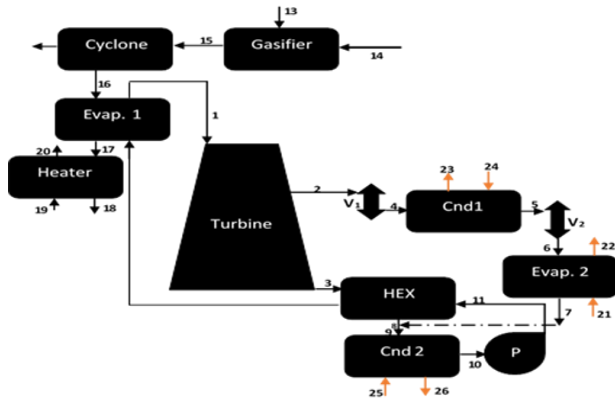 13
Cyclone
15
Gasifier
14
16
Evap. 1
1
20
17
Heater
19
18
Turbine
2
V1
4
23
24
Cnd1
5
V2
6
22
Evap. 2
3
HEX
11
7
21
9
Cnd 2
10
P
25
26